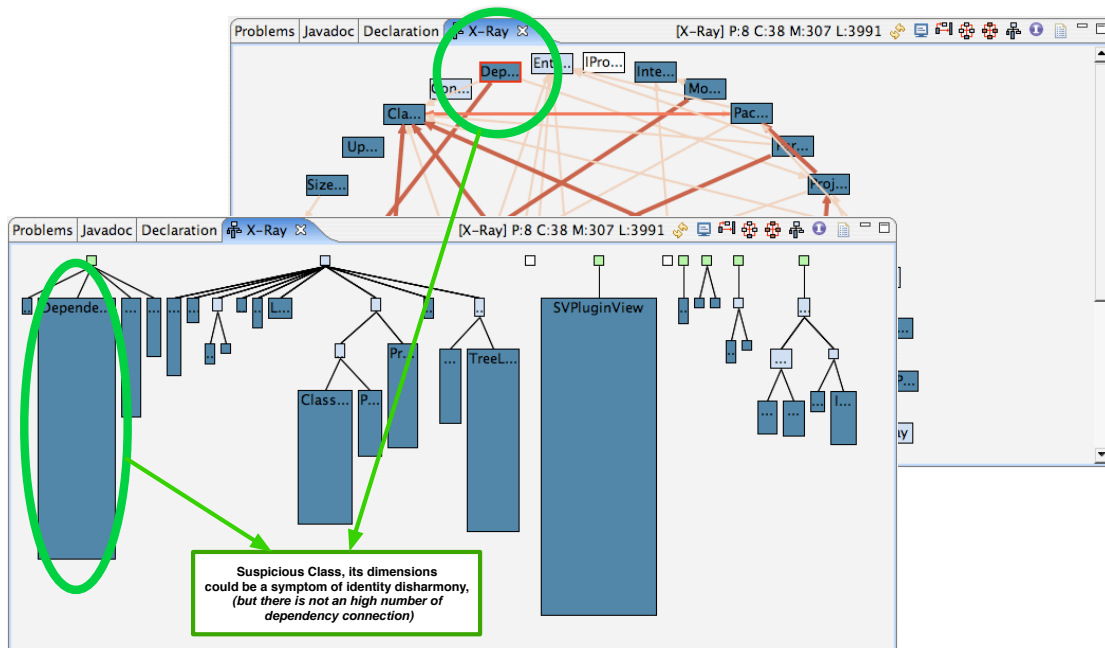 Problems Javadoc Declaration X-Ray [X-Ray] P:8 C:38 M:307 L:3991
Ent...
IPro...
Dep...
Inte...
Con...
Mo...
Cla...
Pac...
Up...
Size...
Proj...
Problems Javadoc Declaration X-Ray [X-Ray] P:8 C:38 M:307 L:3991
Depende...
...
...
...
...
L...
SVPluginView
Pr...
...
TreeL...
...
Class...
P...
I...
...
...
P...
ay
Suspicious Class, its dimensions
could be a symptom of identity disharmony,
(but there is not an high number of
dependency connection)